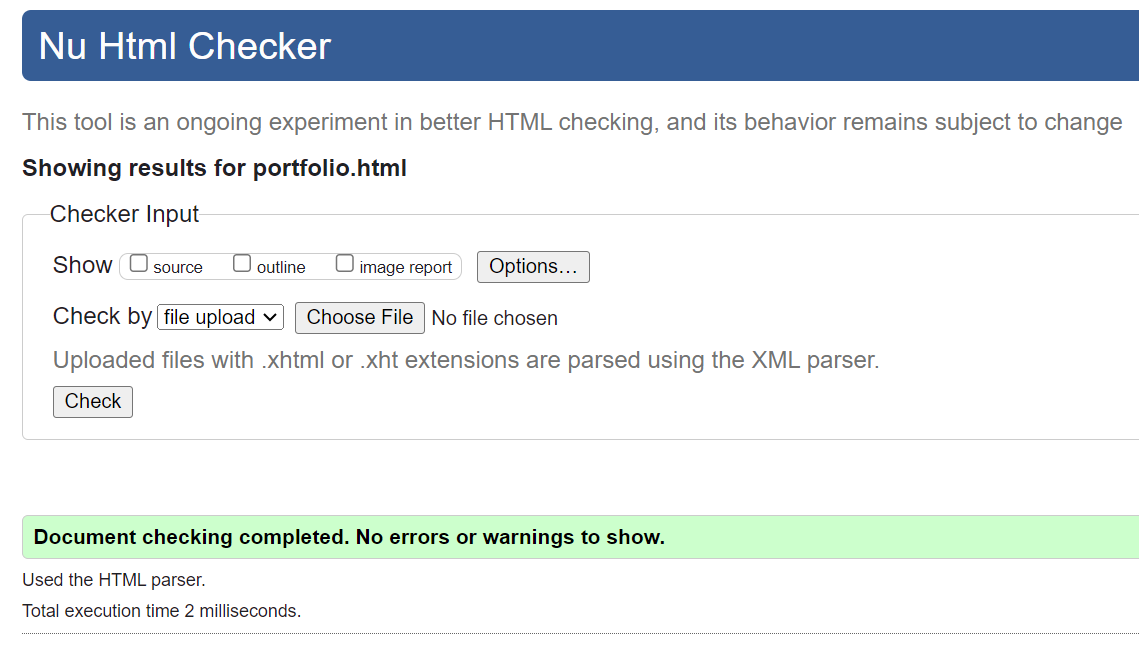 Nu Html Checker
This tool is an ongoing experiment in better HTML checking, and its behavior remains subject to change
Showing results for portfolio.html
Checker Input
Show source outline image report Options...
Check by file upload Choose File No file chosen
Uploaded files with .xhtml or .xht extensions are parsed using the XML parser.
Check
Document checking completed. No errors or warnings to show.
Used the HTML parser.
Total execution time 2 milliseconds.